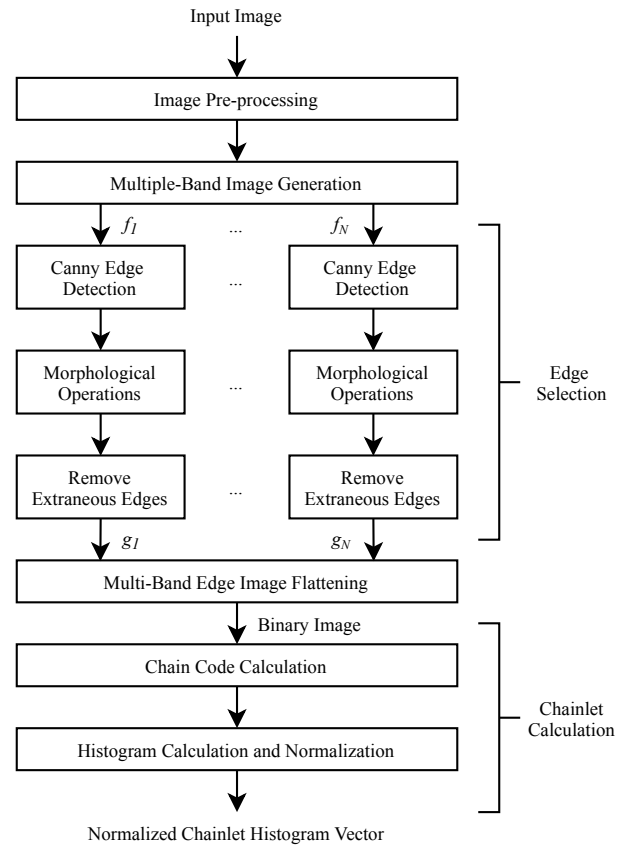 Input Image
Image Pre-processing
Multiple-Band Image Generation
f1 ... fN
Canny Edge
Detection
...
Canny Edge
Detection
Morphological
Operations
...
Morphological
Operations
Edge
Selection
Remove
Extraneous Edges
...
Remove
Extraneous Edges
g1 gN
Multi-Band Edge Image Flattening
Binary Image
Chain Code Calculation
Chainlet
Calculation
Histogram Calculation and Normalization
Normalized Chainlet Histogram Vector